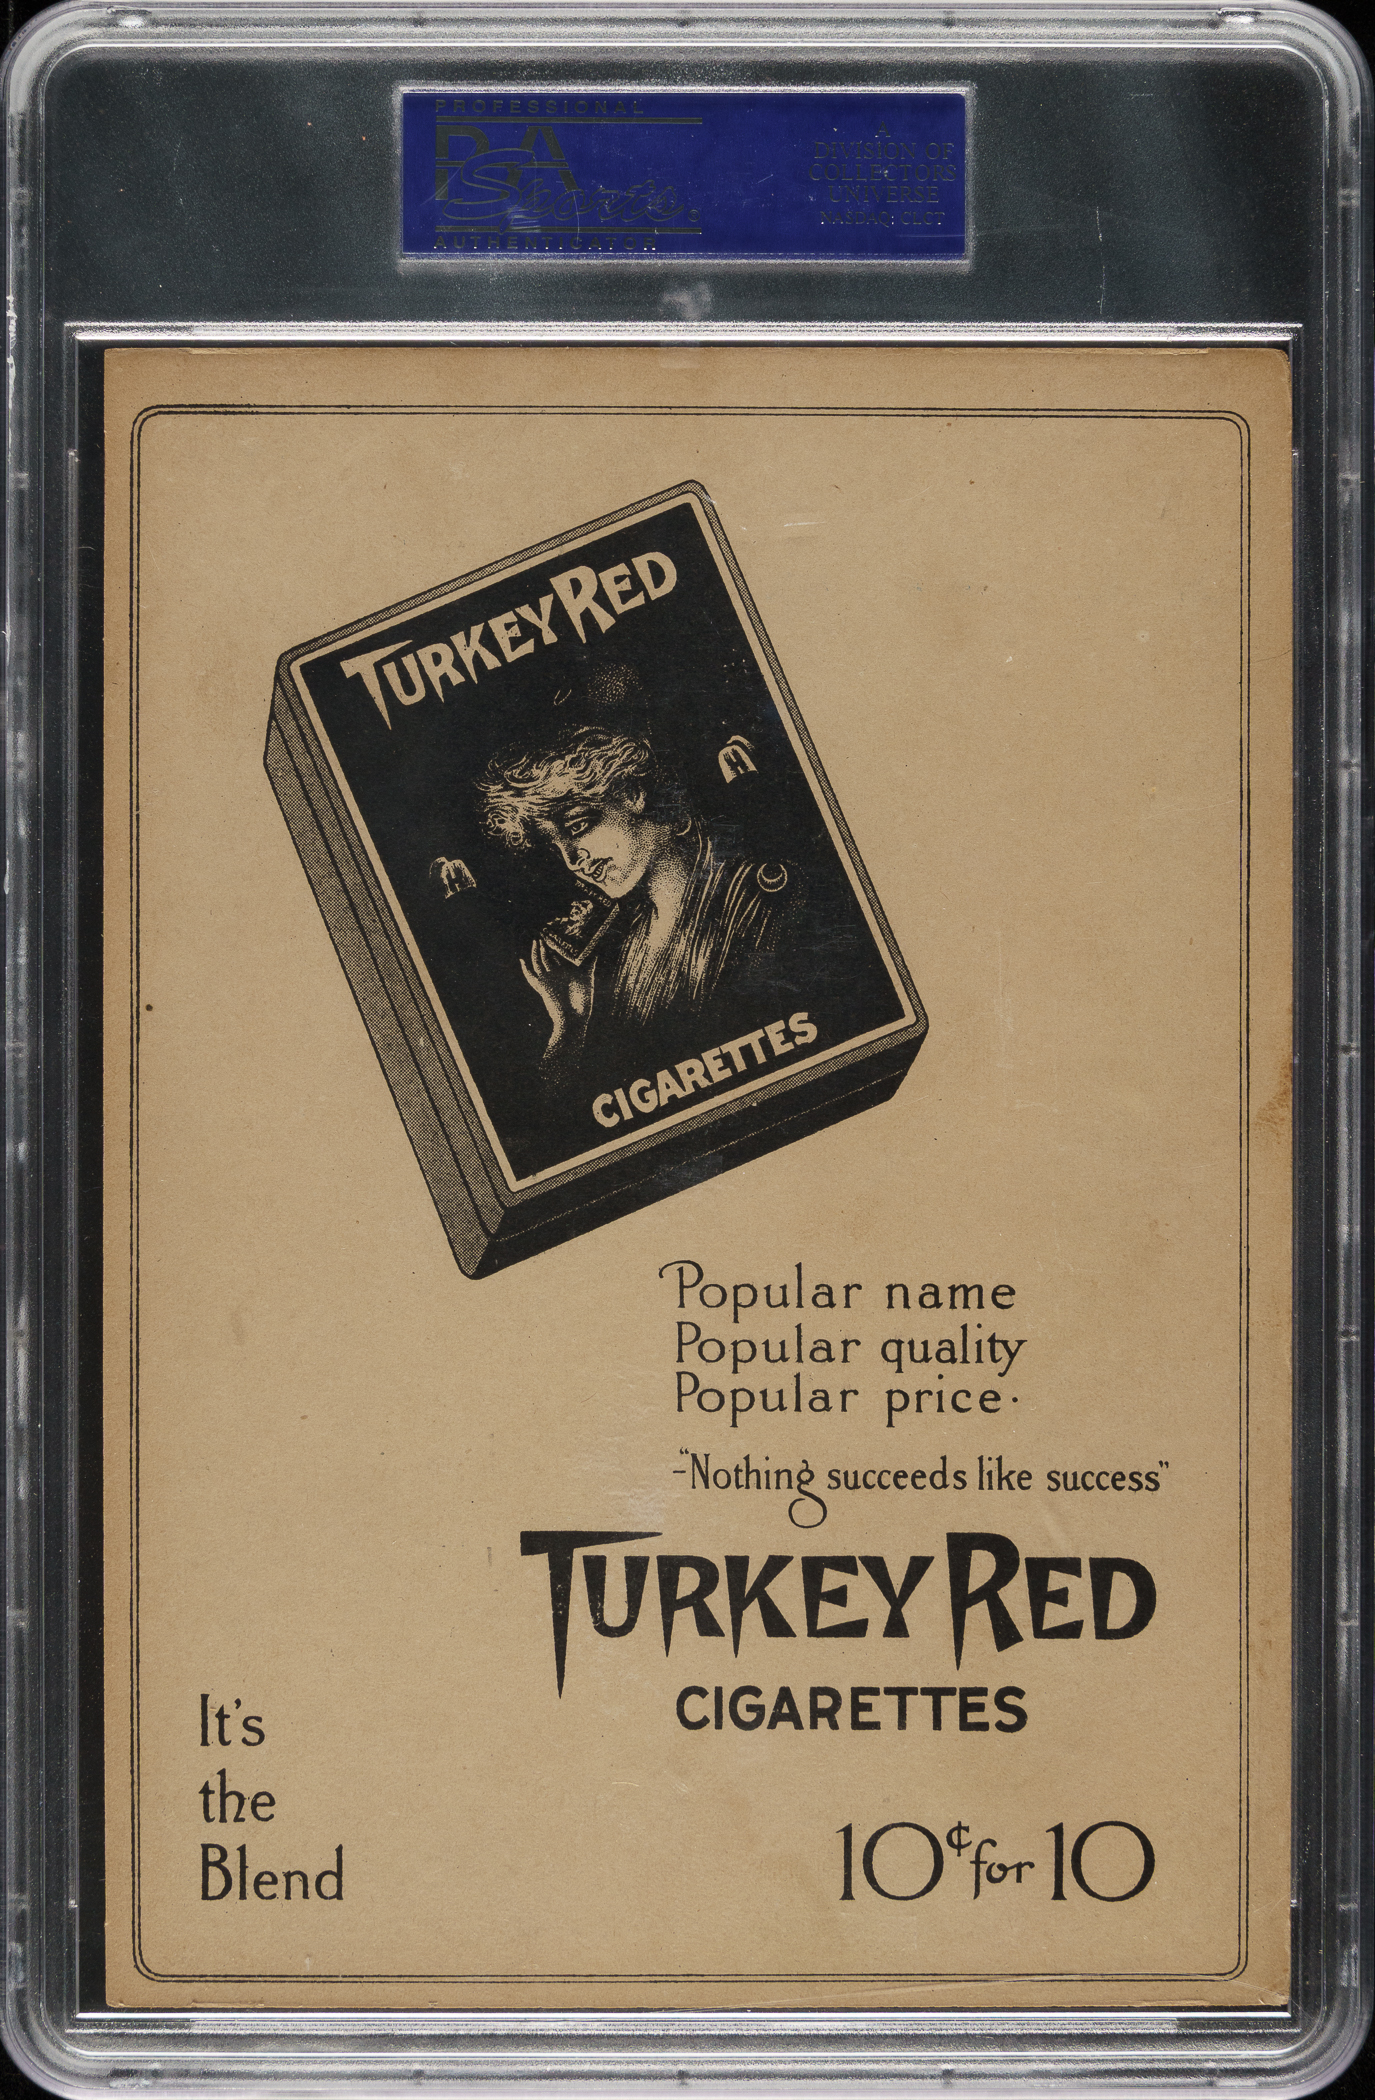 PROFESSIONAL
PSA
Sports
AUTHENTICATOR
A
DIVISION OF
COLLECTORS
UNIVERSE
NASDAQ: CLCT
TURKEY RED
CIGARETTES
Popular name
Popular quality
Popular price.
-"Nothing succeeds like success"
TURKEY RED
CIGARETTES
It's
the
Blend
10¢ for 10